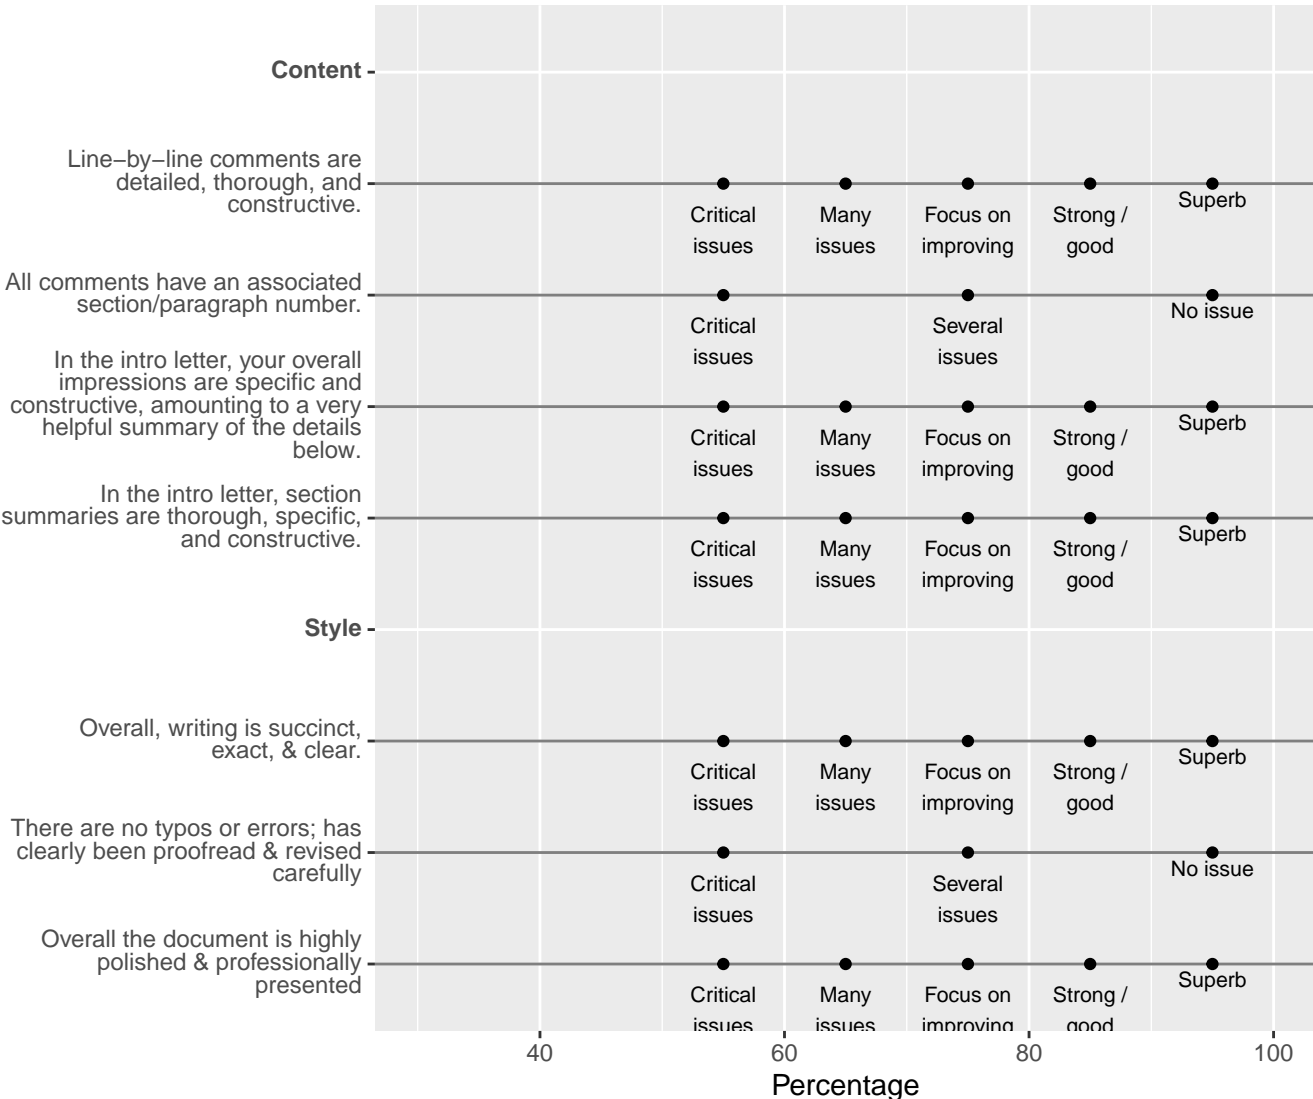 Content
Line−by−line comments are
detailed, thorough, and
constructive.
Critical Many Focus on Strong / Superb
issues issues improving good
All comments have an associated
section/paragraph number.
Critical Several No issue
issues issues
In the intro letter, your overall
impressions are specific and
constructive, amounting to a very
helpful summary of the details
below.
Critical Many Focus on Strong / Superb
issues issues improving good
In the intro letter, section
summaries are thorough, specific,
and constructive.
Critical Many Focus on Strong / Superb
issues issues improving good
Style
Overall, writing is succinct,
exact, & clear.
Critical Many Focus on Strong / Superb
issues issues improving good
There are no typos or errors; has
clearly been proofread & revised
carefully
Critical Several No issue
issues issues
Overall the document is highly
polished & professionally
presented
Critical Many Focus on Strong / Superb
issues issues improving good
40 60 80 100
Percentage